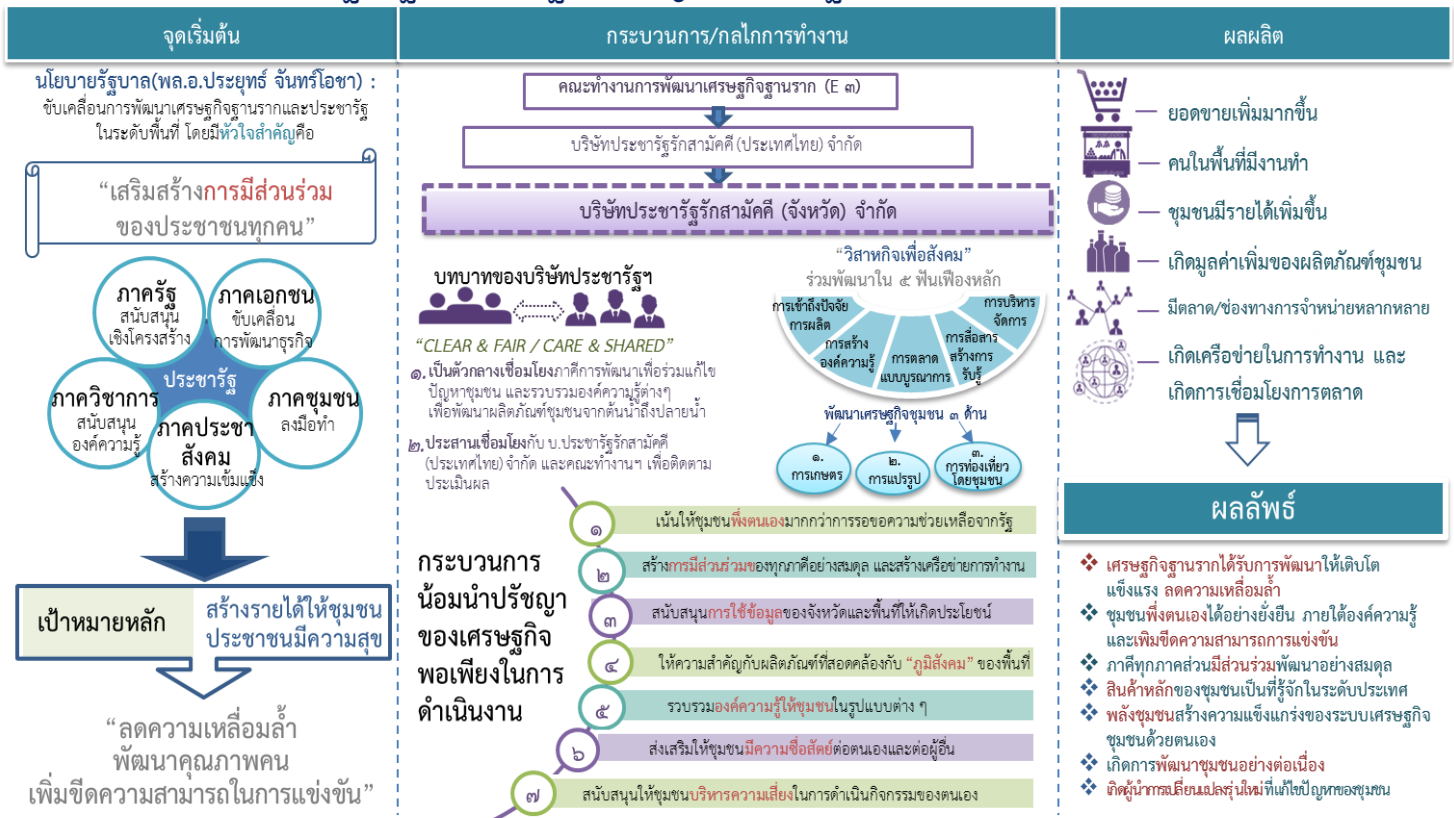 จุดเริ่มต้น
นโยบายรัฐบาล(พล.อ.ประยุทธ์ จันทร์โอชา) :
ขับเคลื่อนการพัฒนาเศรษฐกิจฐานรากและประชารัฐ
ในระดับพื้นที่ โดยมีหัวใจสำคัญคือ
“เสริมสร้างการมีส่วนร่วม
ของประชาชนทุกคน”
ภาครัฐ
สนับสนุน
เชิงโครงสร้าง
ภาคเอกชน
ขับเคลื่อน
การพัฒนาธุรกิจ
ประชารัฐ
ภาควิชาการ
สนับสนุน
องค์ความรู้
ภาคประชา
สังคม
สร้างความเข้มแข็ง
ภาคชุมชน
ลงมือทำ
เป้าหมายหลัก
สร้างรายได้ให้ชุมชน
ประชาชนมีความสุข
“ลดความเหลื่อมล้ำ
พัฒนาคุณภาพคน
เพิ่มขีดความสามารถในการแข่งขัน”
กระบวนการ/กลไกการทำงาน
คณะทำงานการพัฒนาเศรษฐกิจฐานราก (E ๓)
บริษัทประชารัฐรักสามัคคี (ประเทศไทย) จำกัด
บริษัทประชารัฐรักสามัคคี (จังหวัด) จำกัด
บทบาทของบริษัทประชารัฐฯ
“CLEAR & FAIR / CARE & SHARED”
๑. เป็นตัวกลางเชื่อมโยงภาคีการพัฒนาเพื่อร่วมแก้ไข
ปัญหาชุมชน และรวบรวมองค์ความรู้ต่างๆ
เพื่อพัฒนาผลิตภัณฑ์ชุมชนจากต้นน้ำถึงปลายน้ำ
๒. ประสานเชื่อมโยงกับ บ.ประชารัฐรักสามัคคี
(ประเทศไทย) จำกัด และคณะทำงานฯ เพื่อติดตาม
ประเมินผล
“วิสาหกิจเพื่อสังคม”
ร่วมพัฒนาใน ๕ ฟันเฟืองหลัก
การเข้าถึงปัจจัย
การผลิต
การสร้าง
องค์ความรู้
การตลาด
แบบบูรณาการ
การสื่อสาร
สร้างการ
รับรู้
การบริหาร
จัดการ
พัฒนาเศรษฐกิจชุมชน ๓ ด้าน
๑.
การเกษตร
๒.
การแปรรูป
๓.
การท่องเที่ยว
โดยชุมชน
กระบวนการ
น้อมนำปรัชญา
ของเศรษฐกิจ
พอเพียงในการ
ดำเนินงาน
๑ เน้นให้ชุมชนพึ่งตนเองมากกว่าการรอขอความช่วยเหลือจากรัฐ
๒ สร้างการมีส่วนร่วมของทุกภาคีอย่างสมดุล และสร้างเครือข่ายการทำงาน
๓ สนับสนุนการใช้ข้อมูลของจังหวัดและพื้นที่ให้เกิดประโยชน์
๔ ให้ความสำคัญกับผลิตภัณฑ์ที่สอดคล้องกับ “ภูมิสังคม” ของพื้นที่
๕ รวบรวมองค์ความรู้ให้ชุมชนในรูปแบบต่าง ๆ
๖ ส่งเสริมให้ชุมชนมีความซื่อสัตย์ต่อตนเองและต่อผู้อื่น
๗ สนับสนุนให้ชุมชนบริหารความเสี่ยงในการดำเนินกิจกรรมของตนเอง
ผลผลิต
ยอดขายเพิ่มมากขึ้น
คนในพื้นที่มีงานทำ
ชุมชนมีรายได้เพิ่มขึ้น
เกิดมูลค่าเพิ่มของผลิตภัณฑ์ชุมชน
มีตลาด/ช่องทางการจำหน่ายหลากหลาย
เกิดเครือข่ายในการทำงาน และ
เกิดการเชื่อมโยงการตลาด
ผลลัพธ์
❖ เศรษฐกิจฐานรากได้รับการพัฒนาให้เติบโต
แข็งแรง ลดความเหลื่อมล้ำ
❖ ชุมชนพึ่งตนเองได้อย่างยั่งยืน ภายใต้องค์ความรู้
และเพิ่มขีดความสามารถการแข่งขัน
❖ ภาคีทุกภาคส่วนมีส่วนร่วมพัฒนาอย่างสมดุล
❖ สินค้าหลักของชุมชนเป็นที่รู้จักในระดับประเทศ
❖ พลังชุมชนสร้างความแข็งแกร่งของระบบเศรษฐกิจ
ชุมชนด้วยตนเอง
❖ เกิดการพัฒนาชุมชนอย่างต่อเนื่อง
❖ เกิดผู้นำการเปลี่ยนแปลงรุ่นใหม่ที่แก้ไขปัญหาของชุมชน